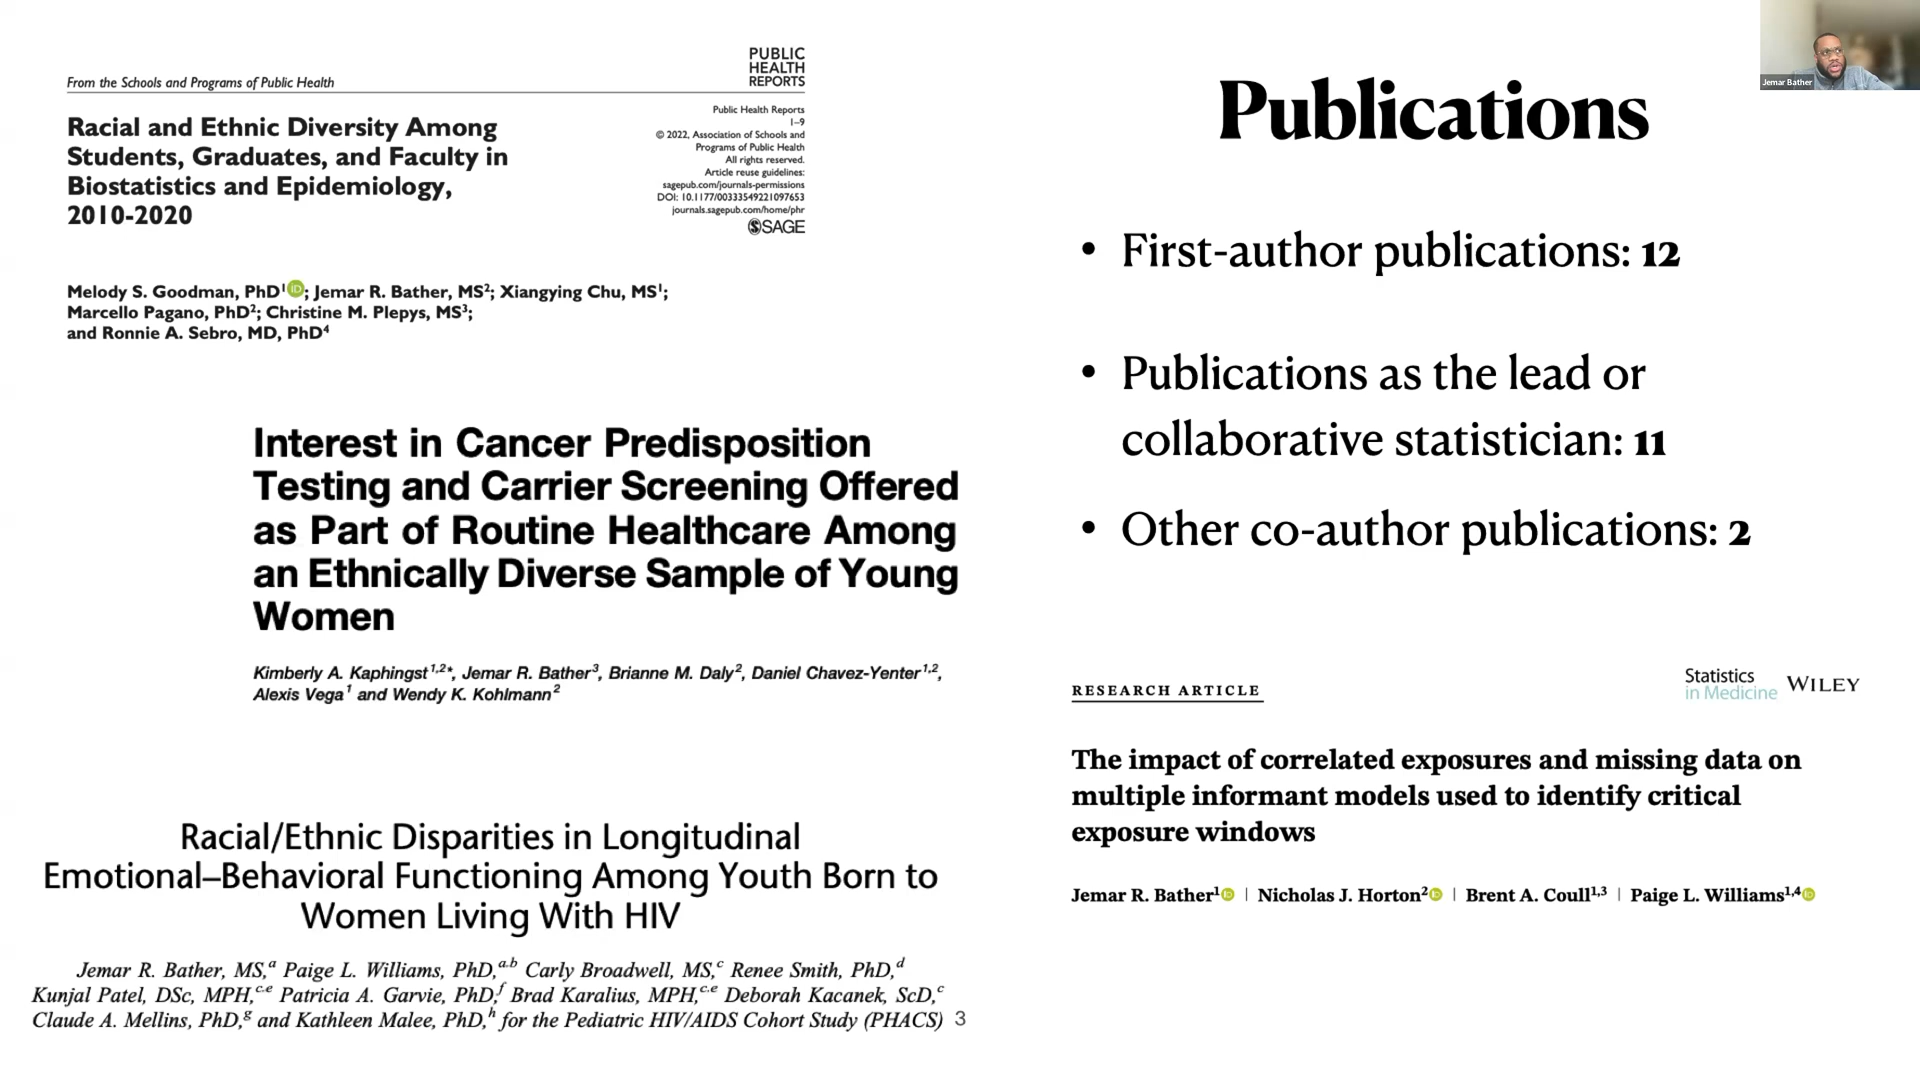 From the Schools and Programs of Public Health
PUBLIC
HEALTH
REPORTS
Racial and Ethnic Diversity Among
Students, Graduates, and Faculty in
Biostatistics and Epidemiology,
2010-2020
Public Health Reports
1–9
© 2022, Association of Schools and
Programs of Public Health
All rights reserved.
Article reuse guidelines:
sagepub.com/journals-permissions
DOI: 10.1177/00333549221097653
journals.sagepub.com/home/phr
SAGE
Melody S. Goodman, PhD¹ iD; Jemar R. Bather, MS²; Xiangying Chu, MS¹;
Marcello Pagano, PhD²; Christine M. Plepys, MS³;
and Ronnie A. Sebro, MD, PhD⁴
Interest in Cancer Predisposition
Testing and Carrier Screening Offered
as Part of Routine Healthcare Among
an Ethnically Diverse Sample of Young
Women
Kimberly A. Kaphingst¹,²*, Jemar R. Bather³, Brianne M. Daly², Daniel Chavez-Yenter¹,²,
Alexis Vega¹ and Wendy K. Kohlmann²
Racial/Ethnic Disparities in Longitudinal
Emotional–Behavioral Functioning Among Youth Born to
Women Living With HIV
Jemar R. Bather, MS,ᵃ Paige L. Williams, PhD,ᵃ·ᵇ Carly Broadwell, MS,ᶜ Renee Smith, PhD,ᵈ
Kunjal Patel, DSc, MPH,ᶜ·ᵉ Patricia A. Garvie, PhD,ᶠ Brad Karalius, MPH,ᶜ·ᵉ Deborah Kacanek, ScD,ᶜ
Claude A. Mellins, PhD,ᵍ and Kathleen Malee, PhD,ʰ for the Pediatric HIV/AIDS Cohort Study (PHACS)
3
Publications
• First-author publications: 12
• Publications as the lead or
collaborative statistician: 11
• Other co-author publications: 2
RESEARCH ARTICLE
Statistics
in Medicine
WILEY
The impact of correlated exposures and missing data on
multiple informant models used to identify critical
exposure windows
Jemar R. Bather¹ iD | Nicholas J. Horton² iD | Brent A. Coull¹,³ | Paige L. Williams¹,⁴ iD
Jemar Bather